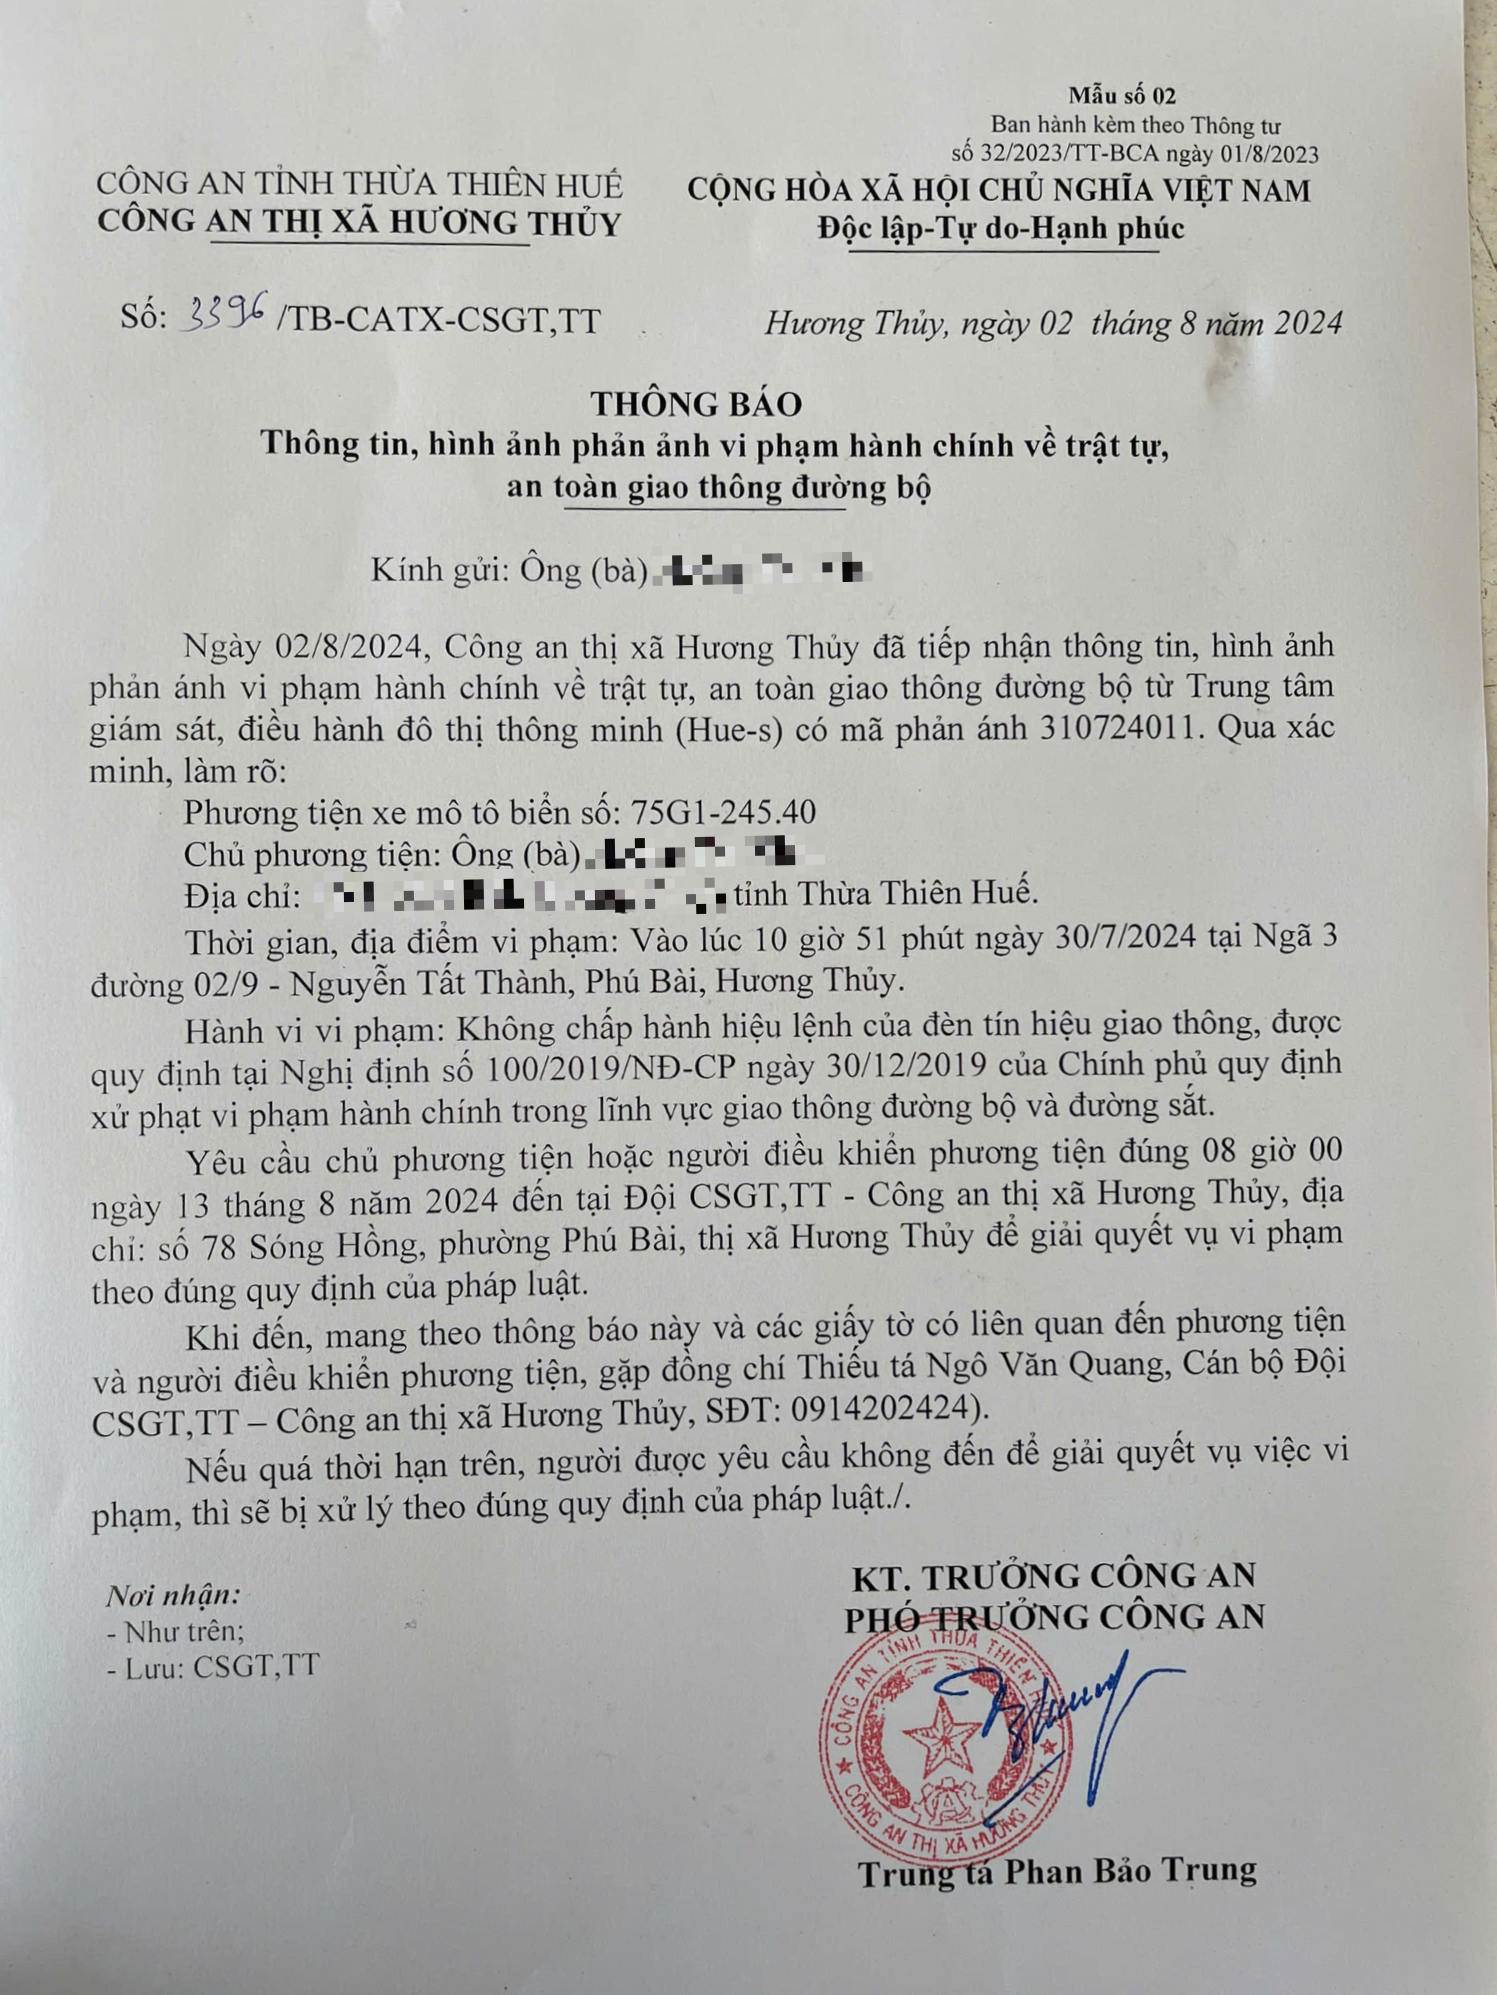 Mẫu số 02
Ban hành kèm theo Thông tư
số 32/2023/TT-BCA ngày 01/8/2023
CÔNG AN TỈNH THỪA THIÊN HUẾ
CÔNG AN THỊ XÃ HƯƠNG THỦY
CỘNG HÒA XÃ HỘI CHỦ NGHĨA VIỆT NAM
Độc lập-Tự do-Hạnh phúc
Số: 3396 /TB-CATX-CSGT,TT
Hương Thủy, ngày 02 tháng 8 năm 2024
THÔNG BÁO
Thông tin, hình ảnh phản ảnh vi phạm hành chính về trật tự,
an toàn giao thông đường bộ
Kính gửi: Ông (bà)
Ngày 02/8/2024, Công an thị xã Hương Thủy đã tiếp nhận thông tin, hình ảnh
phản ánh vi phạm hành chính về trật tự, an toàn giao thông đường bộ từ Trung tâm
giám sát, điều hành đô thị thông minh (Hue-s) có mã phản ánh 310724011. Qua xác
minh, làm rõ:
Phương tiện xe mô tô biển số: 75G1-245.40
Chủ phương tiện: Ông (bà)
Địa chỉ: tỉnh Thừa Thiên Huế.
Thời gian, địa điểm vi phạm: Vào lúc 10 giờ 51 phút ngày 30/7/2024 tại Ngã 3
đường 02/9 - Nguyễn Tất Thành, Phú Bài, Hương Thủy.
Hành vi vi phạm: Không chấp hành hiệu lệnh của đèn tín hiệu giao thông, được
quy định tại Nghị định số 100/2019/NĐ-CP ngày 30/12/2019 của Chính phủ quy định
xử phạt vi phạm hành chính trong lĩnh vực giao thông đường bộ và đường sắt.
Yêu cầu chủ phương tiện hoặc người điều khiển phương tiện đúng 08 giờ 00
ngày 13 tháng 8 năm 2024 đến tại Đội CSGT,TT - Công an thị xã Hương Thủy, địa
chỉ: số 78 Sóng Hồng, phường Phú Bài, thị xã Hương Thủy để giải quyết vụ vi phạm
theo đúng quy định của pháp luật.
Khi đến, mang theo thông báo này và các giấy tờ có liên quan đến phương tiện
và người điều khiển phương tiện, gặp đồng chí Thiếu tá Ngô Văn Quang, Cán bộ Đội
CSGT,TT – Công an thị xã Hương Thủy, SĐT: 0914202424).
Nếu quá thời hạn trên, người được yêu cầu không đến để giải quyết vụ việc vi
phạm, thì sẽ bị xử lý theo đúng quy định của pháp luật./.
Nơi nhận:
- Như trên;
- Lưu: CSGT,TT
KT. TRƯỞNG CÔNG AN
PHÓ TRƯỞNG CÔNG AN
CÔNG AN TỈNH THỪA THIÊN HUẾ
CÔNG AN THỊ XÃ HƯƠNG THỦY
Trung tá Phan Bảo Trung